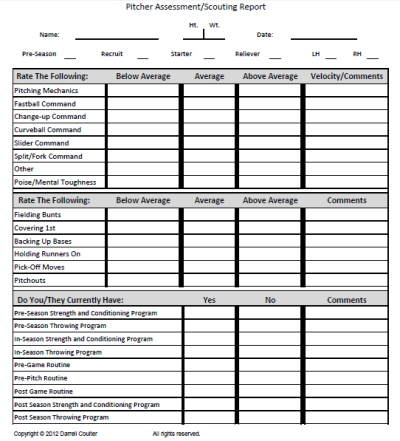 Pitcher Assessment/Scouting Report
Ht. Wt.
Name: Date:
Pre-Season Recruit Starter Reliever LH RH
Rate The Following: Below Average Average Above Average Velocity/Comments
Pitching Mechanics
Fastball Command
Change-up Command
Curveball Command
Slider Command
Split/Fork Command
Other
Poise/Mental Toughness
Rate The Following: Below Average Average Above Average Comments
Fielding Bunts
Covering 1st
Backing Up Bases
Holding Runners On
Pick-Off Moves
Pitchouts
Do You/They Currently Have: Yes No Comments
Pre-Season Strength and Conditioning Program
Pre-Season Throwing Program
In-Season Strength and Conditioning Program
In-Season Throwing Program
Pre-Game Routine
Pre-Pitch Routine
Post Game Routine
Post Season Strength and Conditioning Program
Post Season Throwing Program
Copyright © 2012 Darrell Coulter All rights reserved.